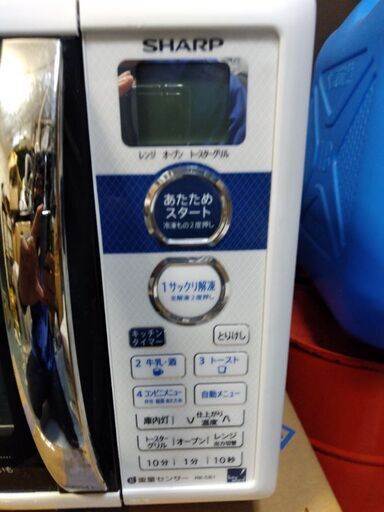 SHARP
レンジ オーブン トースターグリル
あたため
スタート
冷凍もの2度押し
1サックリ解凍
全解凍2度押し
キッチン
タイマー
とりけし
2 牛乳・酒
3 トースト
4 コンビニメニュー
自動メニュー
庫内灯
仕上がり
温度
トースター
グリル
オーブン
レンジ
出力切替
10分
1分
10秒
重量センサー